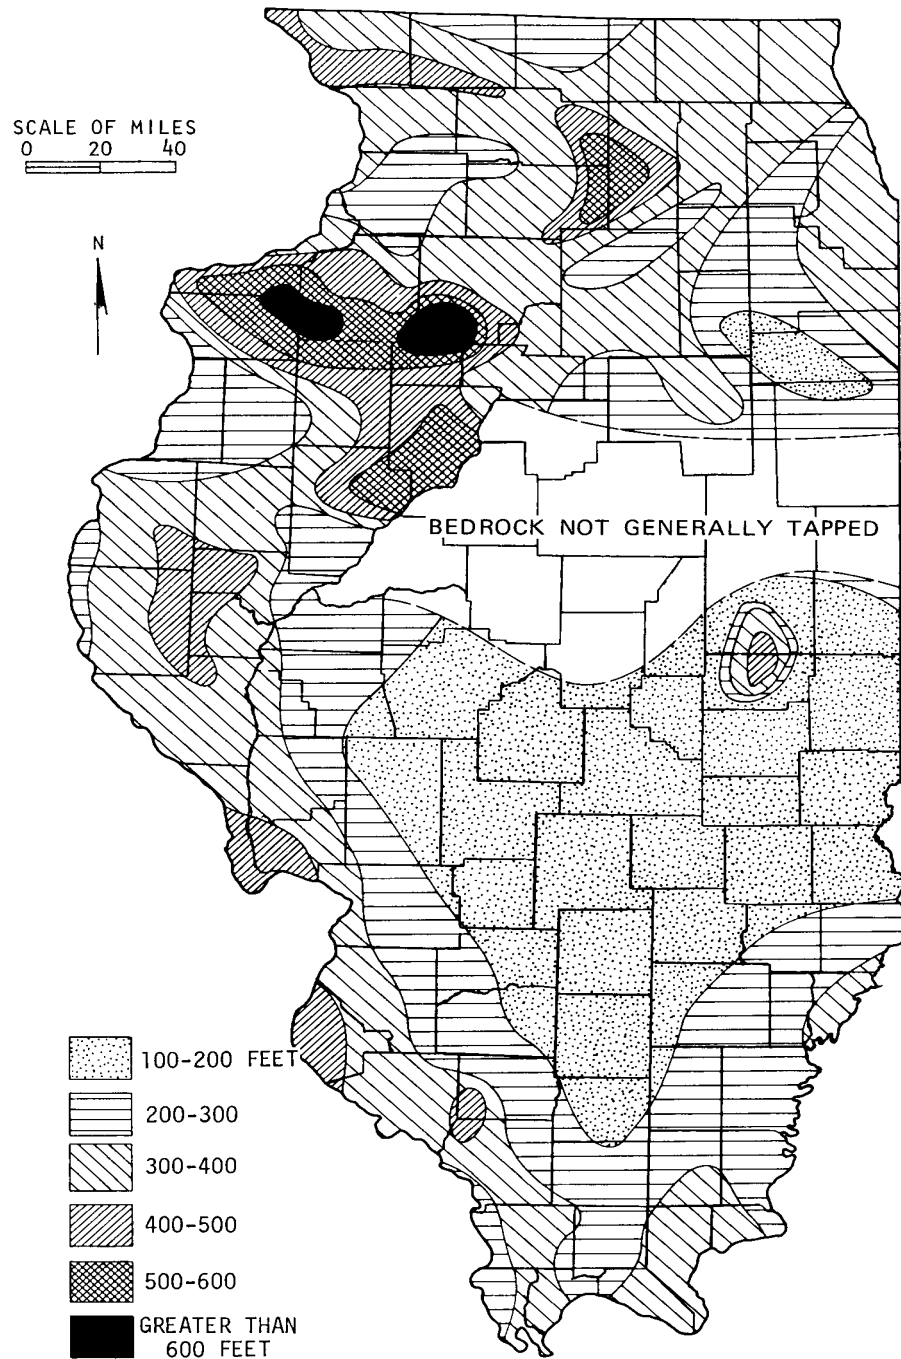 SCALE OF MILES
0 20 40
N
BEDROCK NOT GENERALLY TAPPED
100-200 FEET
200-300
300-400
400-500
500-600
GREATER THAN
600 FEET